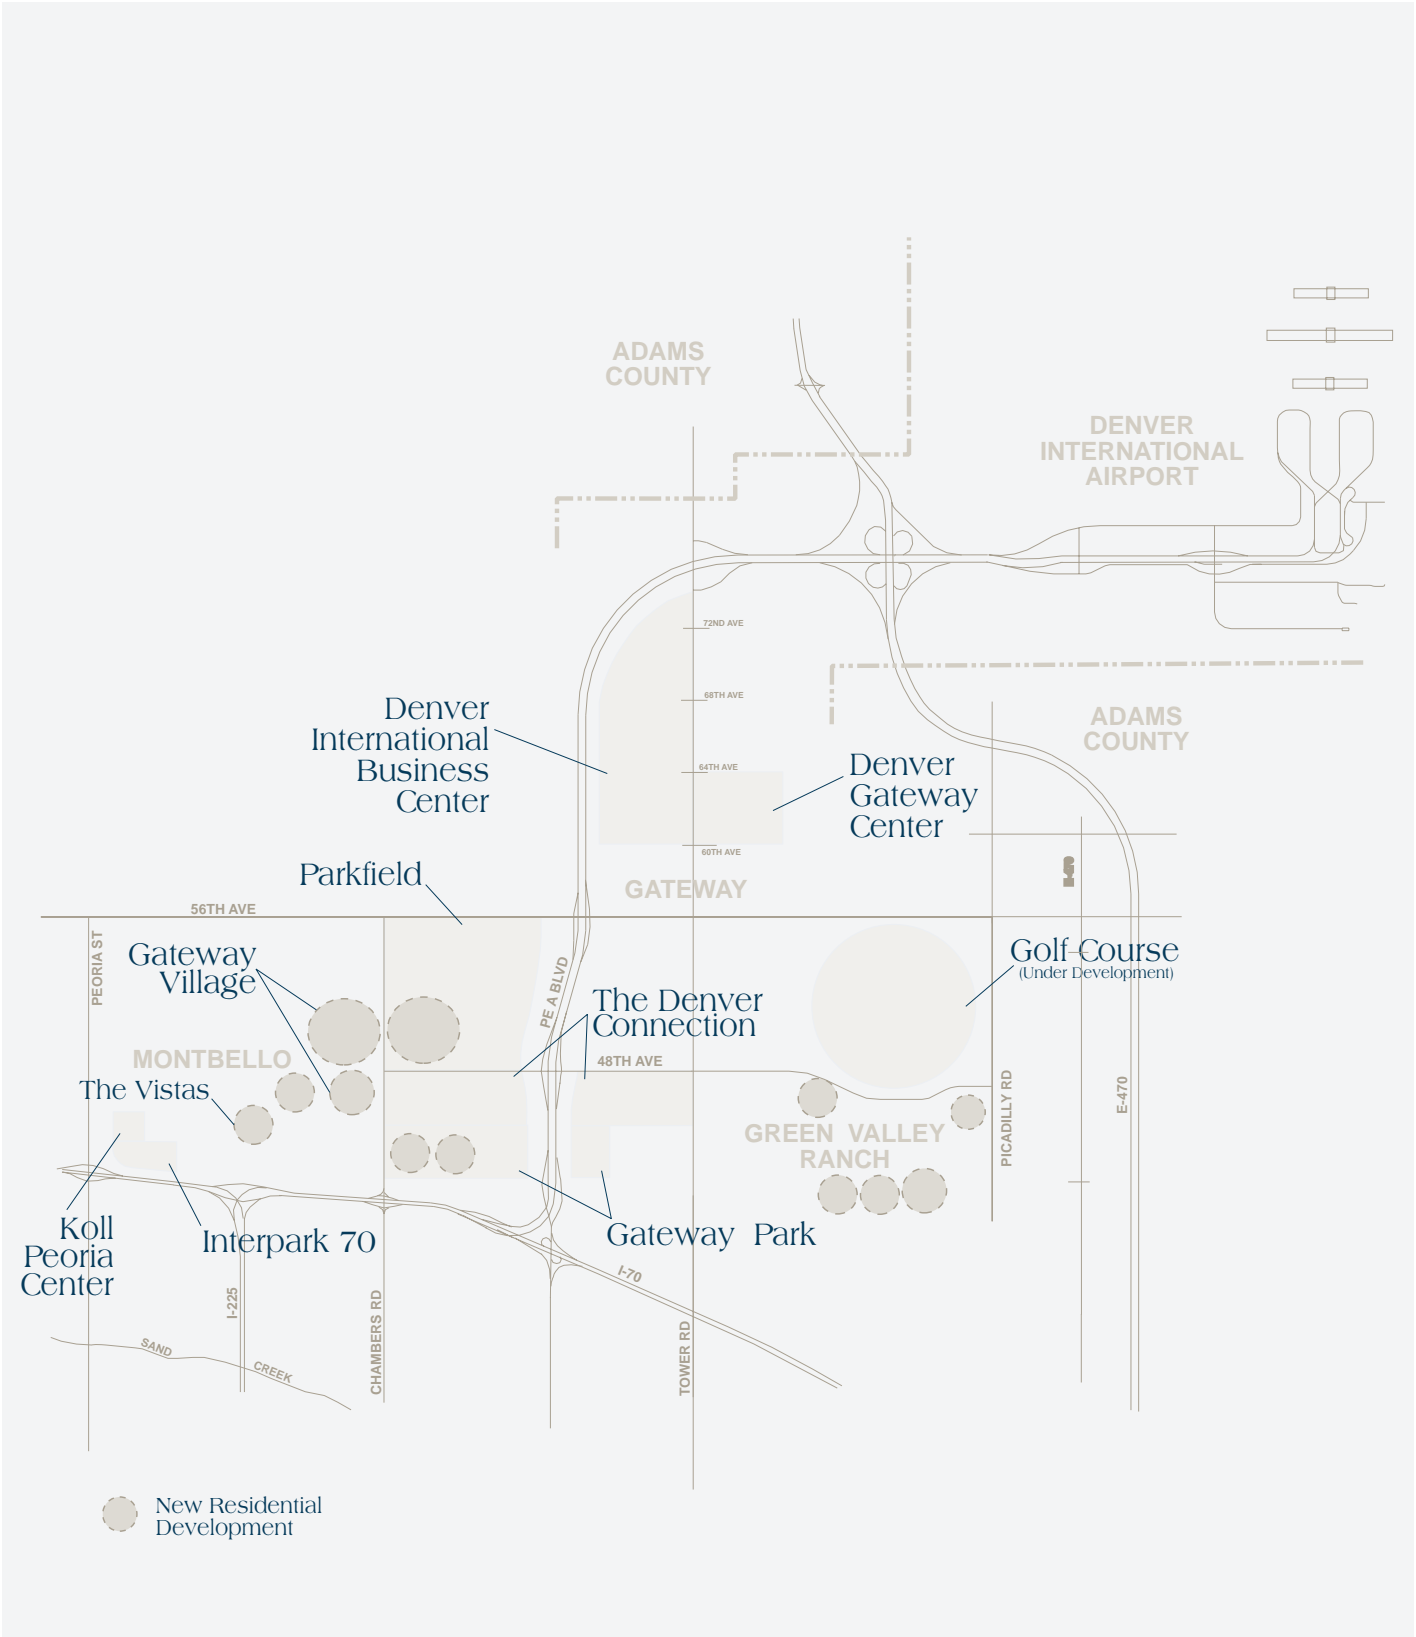 ADAMS
COUNTY
DENVER
INTERNATIONAL
AIRPORT
72ND AVE
68TH AVE
Denver
International
Business
Center
ADAMS
COUNTY
64TH AVE
Denver
Gateway
Center
60TH AVE
Parkfield
GATEWAY
56TH AVE
PEORIA ST
Gateway
Village
Golf Course
(Under Development)
PE A BLVD
The Denver
Connection
MONTBELLO
48TH AVE
The Vistas
PICADILLY RD
E-470
GREEN VALLEY
RANCH
Koll
Peoria
Center
Interpark 70
Gateway Park
I-70
I-225
CHAMBERS RD
TOWER RD
SAND
CREEK
New Residential
Development